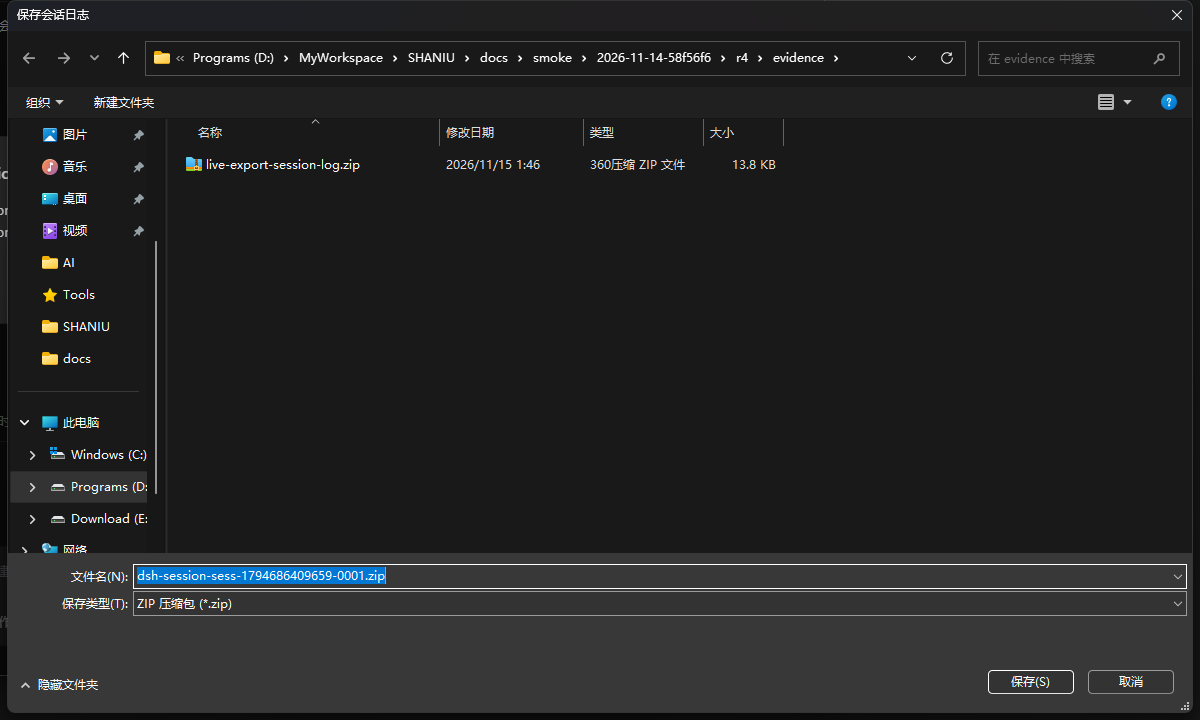 保存会话日志
« Programs (D:) › MyWorkspace › SHANIU › docs › smoke › 2026-11-14-58f56f6 › r4 › evidence ›
在 evidence 中搜索
组织 新建文件夹
名称 修改日期 类型 大小
live-export-session-log.zip 2026/11/15 1:46 360压缩 ZIP 文件 13.8 KB
图片
音乐
桌面
视频
AI
Tools
SHANIU
docs
此电脑
Windows (C:)
Programs (D:
Download (E:
网络
文件名(N): dsh-session-sess-1794686409659-0001.zip
保存类型(T): ZIP 压缩包 (*.zip)
隐藏文件夹
保存(S) 取消